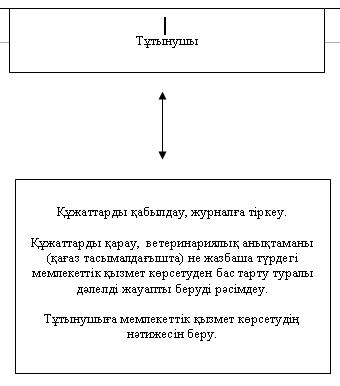 Тұтынушы
Құжаттарды қабылдау, журналға тіркеу.
Құжаттарды қарау, ветеринариялық анықтаманы
(қағаз тасымалдағышта) не жазбаша түрдегі
мемлекеттік қызмет көрсетуден бас тарту туралы
дәлелді жауапты беруді рәсімдеу.
Тұтынушыға мемлекеттік қызмет көрсетудің
нәтижесін беру.